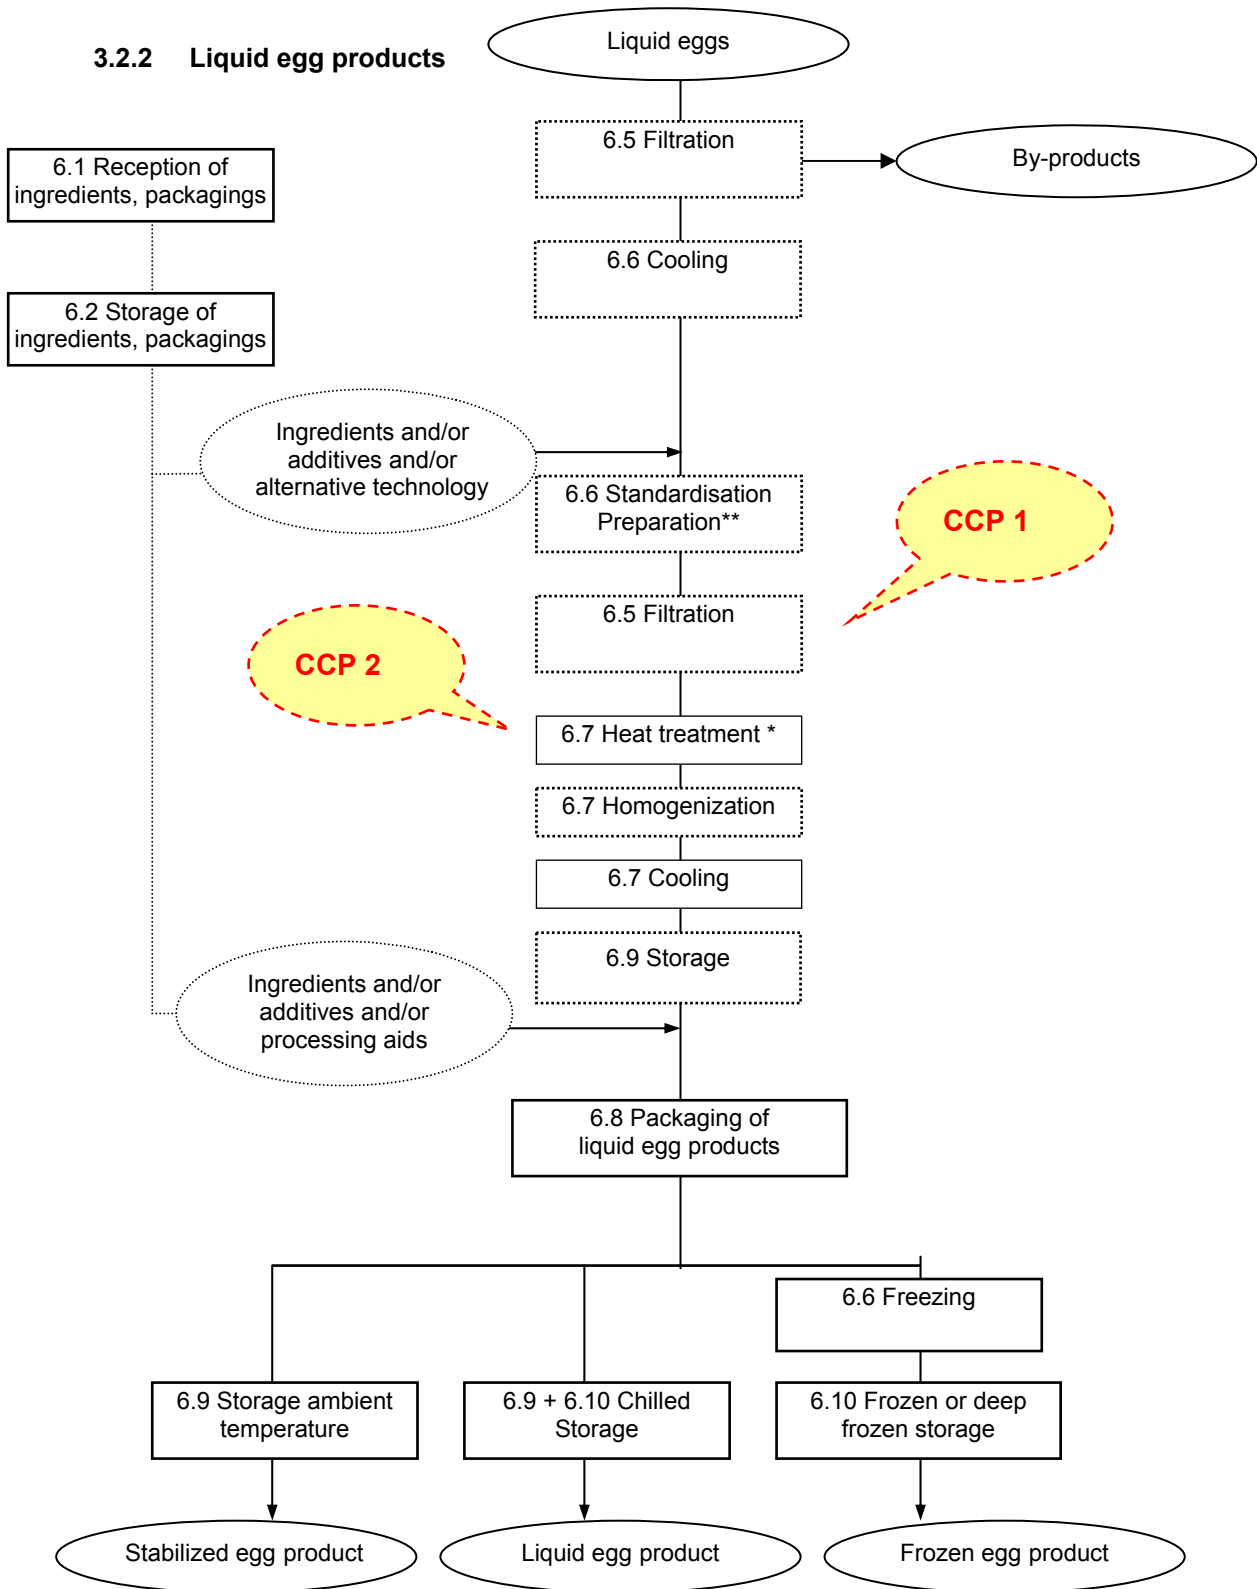 3.2.2 Liquid egg products
Liquid eggs
6.5 Filtration
By-products
6.1 Reception of
ingredients, packagings
6.6 Cooling
6.2 Storage of
ingredients, packagings
Ingredients and/or
additives and/or
alternative technology
6.6 Standardisation
Preparation**
CCP 1
6.5 Filtration
CCP 2
6.7 Heat treatment *
6.7 Homogenization
6.7 Cooling
6.9 Storage
Ingredients and/or
additives and/or
processing aids
6.8 Packaging of
liquid egg products
6.6 Freezing
6.9 Storage ambient
temperature
6.9 + 6.10 Chilled
Storage
6.10 Frozen or deep
frozen storage
Stabilized egg product
Liquid egg product
Frozen egg product